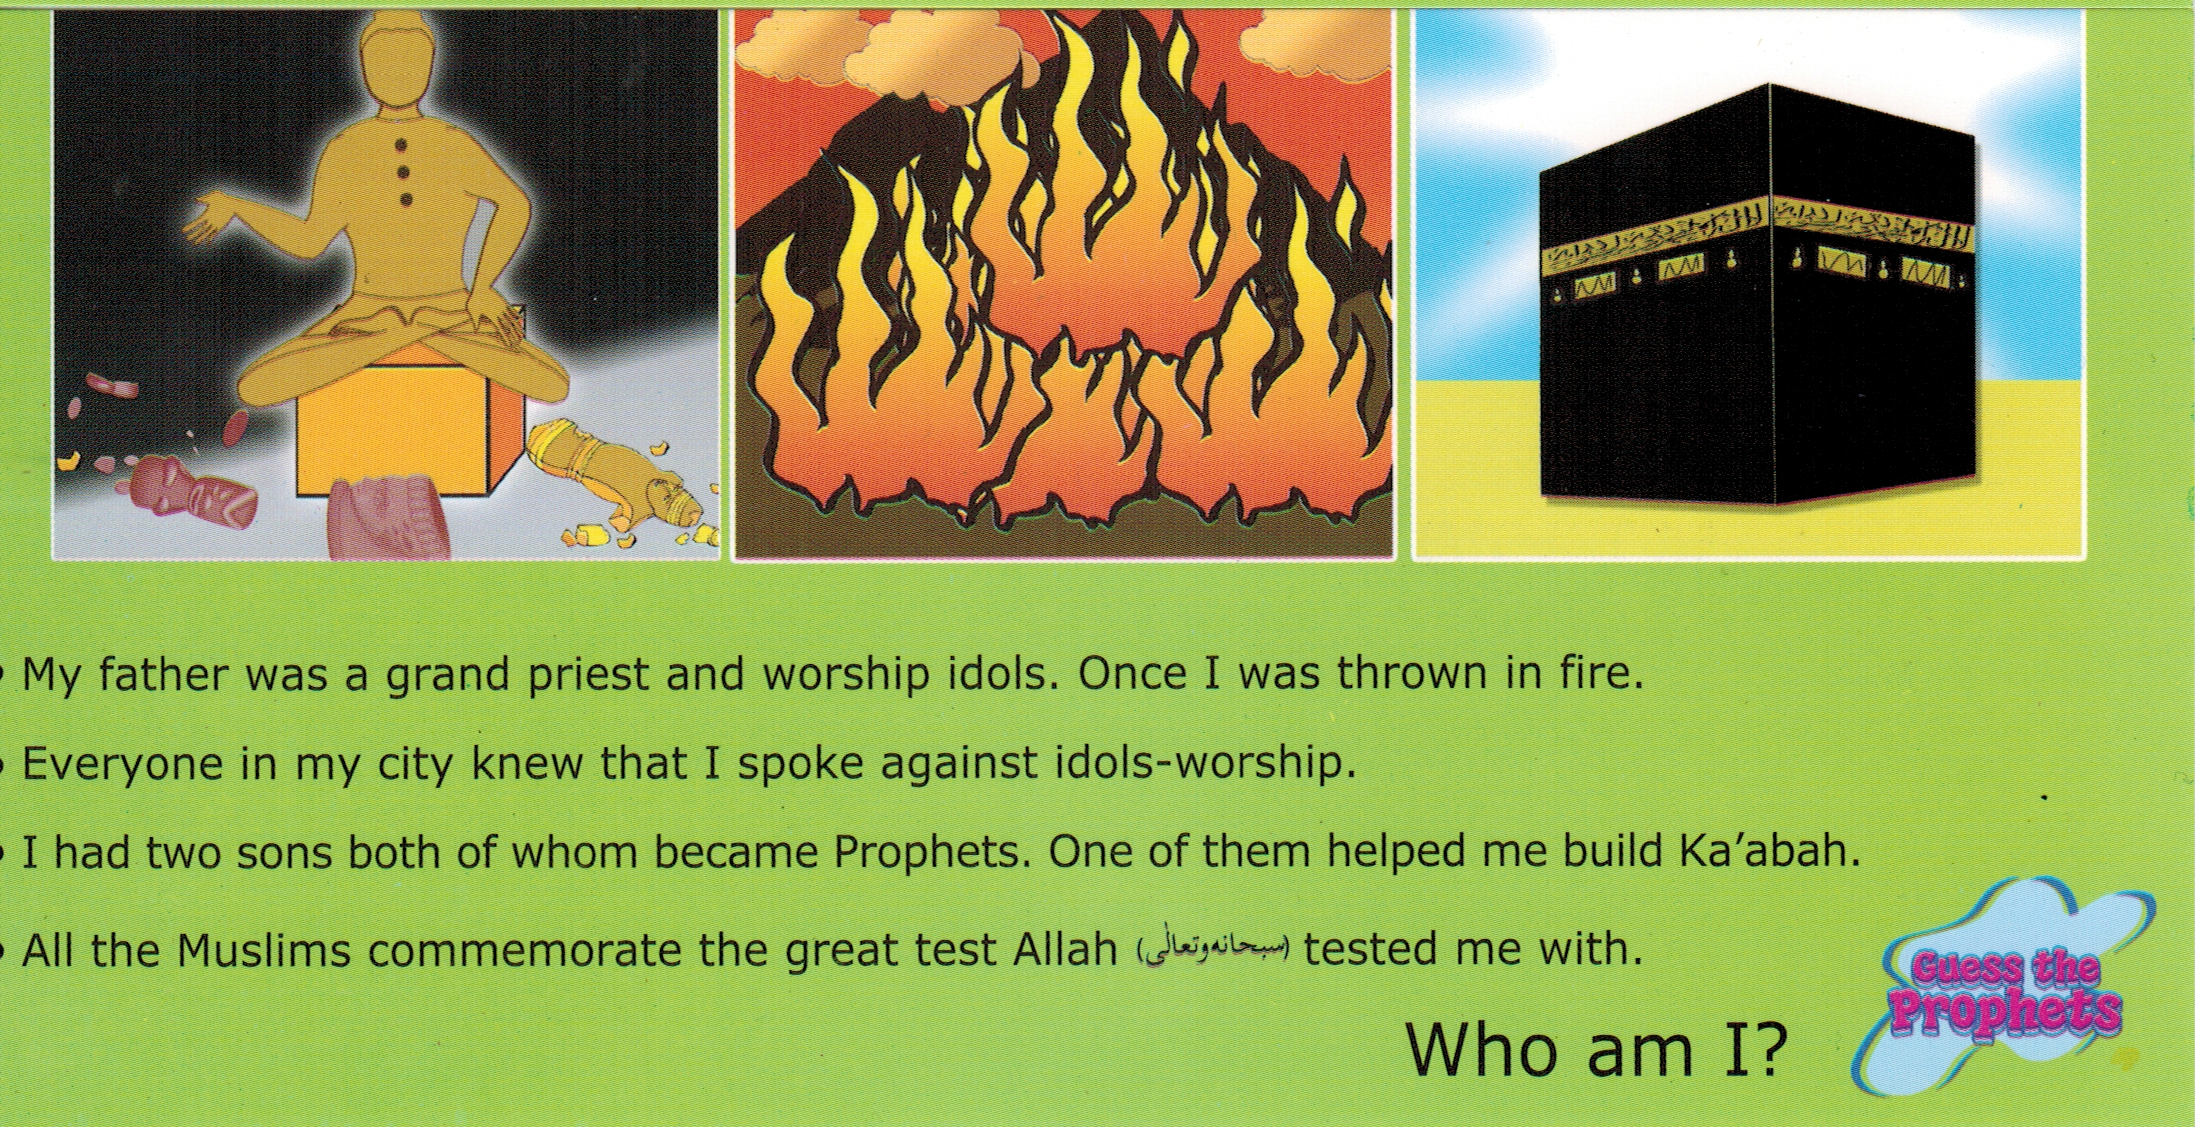 • My father was a grand priest and worship idols. Once I was thrown in fire.
• Everyone in my city knew that I spoke against idols-worship.
• I had two sons both of whom became Prophets. One of them helped me build Ka’abah.
• All the Muslims commemorate the great test Allah (سبحانه وتعالٰى) tested me with.
Who am I?
Guess the
Prophets